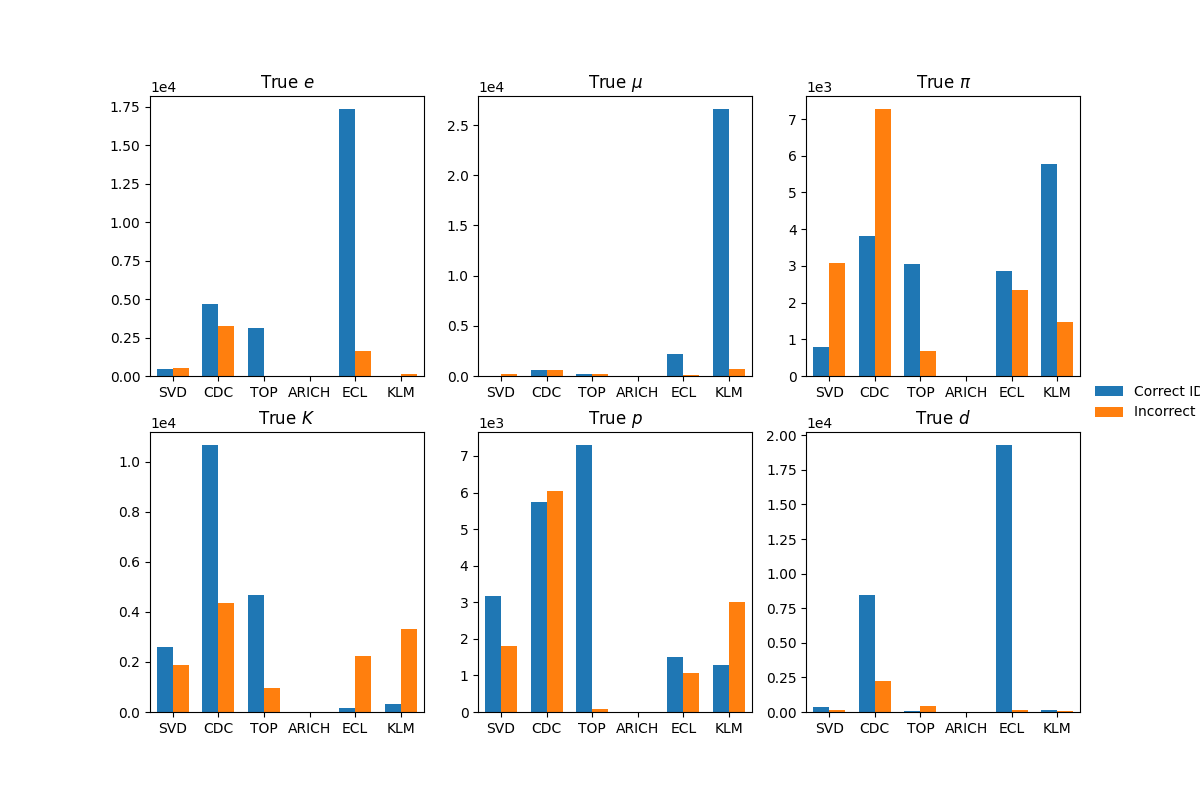 True e
1e4
1.75
1.50
1.25
1.00
0.75
0.50
0.25
0.00
SVD CDC TOP ARICH ECL KLM
True μ
1e4
2.5
2.0
1.5
1.0
0.5
0.0
SVD CDC TOP ARICH ECL KLM
True π
1e3
7
6
5
4
3
2
1
0
SVD CDC TOP ARICH ECL KLM
Correct ID
Incorrect
True K
1e4
1.0
0.8
0.6
0.4
0.2
0.0
SVD CDC TOP ARICH ECL KLM
True p
1e3
7
6
5
4
3
2
1
0
SVD CDC TOP ARICH ECL KLM
True d
1e4
2.00
1.75
1.50
1.25
1.00
0.75
0.50
0.25
0.00
SVD CDC TOP ARICH ECL KLM